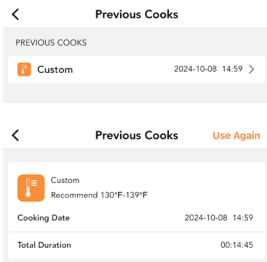 Previous Cooks
PREVIOUS COOKS
Custom 2024-10-08 14:59
Previous Cooks Use Again
Custom
Recommend 130°F-139°F
Cooking Date 2024-10-08 14:59
Total Duration 00:14:45